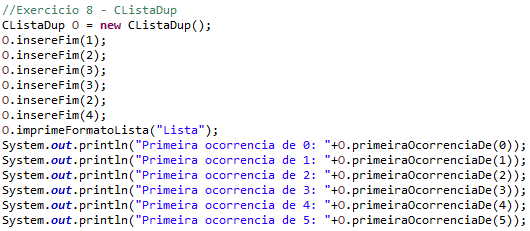 //Exercicio 8 - CListaDup
CListaDup O = new CListaDup();
O.insereFim(1);
O.insereFim(2);
O.insereFim(3);
O.insereFim(3);
O.insereFim(2);
O.insereFim(4);
O.imprimeFormatoLista("Lista");
System.out.println("Primeira ocorrencia de 0: "+O.primeiraOcorrenciaDe(0));
System.out.println("Primeira ocorrencia de 1: "+O.primeiraOcorrenciaDe(1));
System.out.println("Primeira ocorrencia de 2: "+O.primeiraOcorrenciaDe(2));
System.out.println("Primeira ocorrencia de 3: "+O.primeiraOcorrenciaDe(3));
System.out.println("Primeira ocorrencia de 4: "+O.primeiraOcorrenciaDe(4));
System.out.println("Primeira ocorrencia de 5: "+O.primeiraOcorrenciaDe(5));